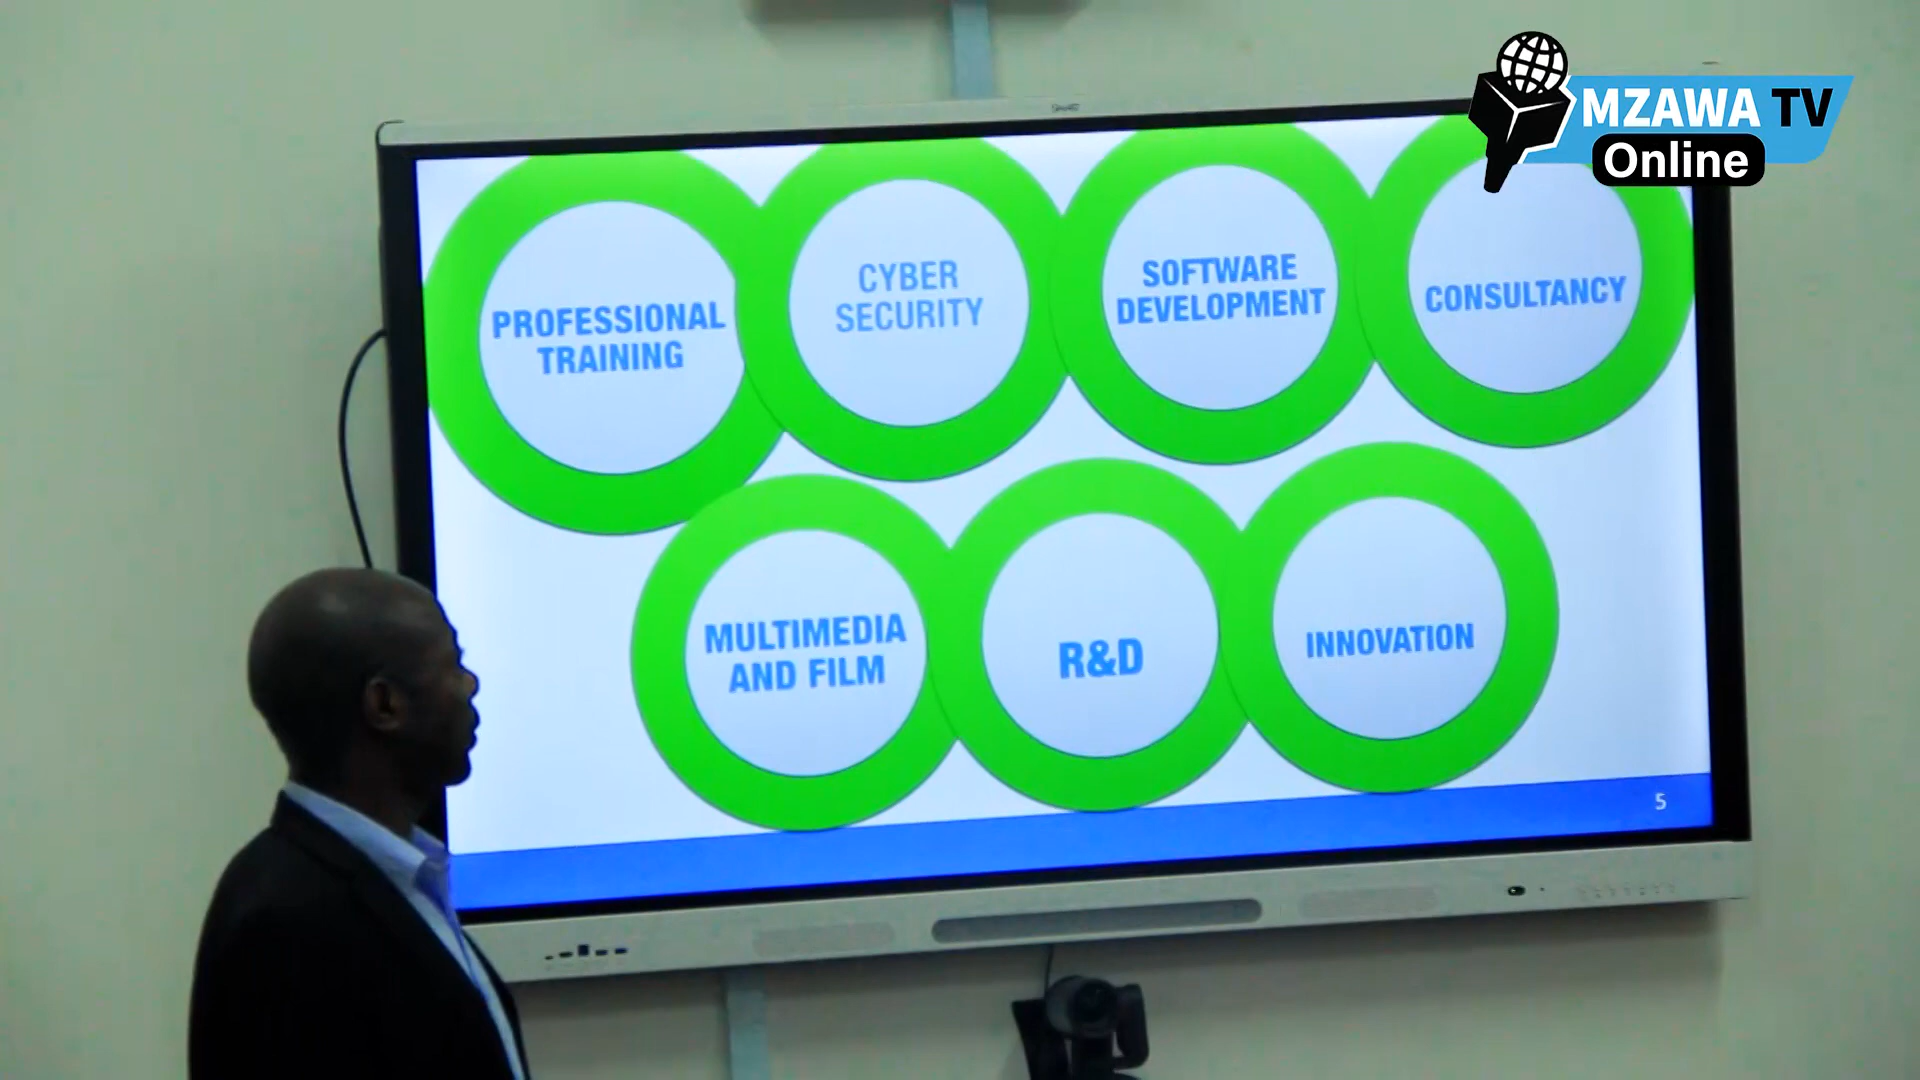 MZAWA TV
Online
PROFESSIONAL
TRAINING
CYBER
SECURITY
SOFTWARE
DEVELOPMENT
CONSULTANCY
MULTIMEDIA
AND FILM
R&D
INNOVATION
5